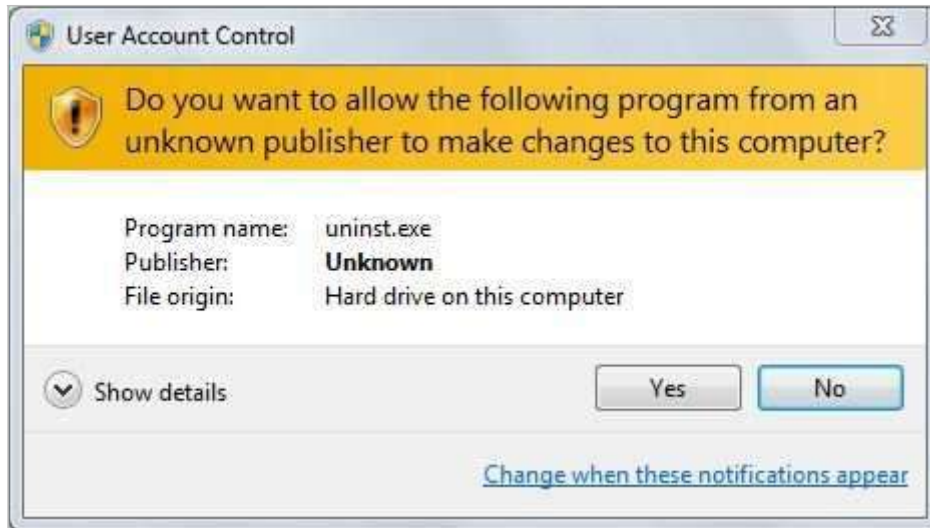 User Account Control
Do you want to allow the following program from an
unknown publisher to make changes to this computer?
Program name: uninst.exe
Publisher: Unknown
File origin: Hard drive on this computer
Show details
Yes
No
Change when these notifications appear